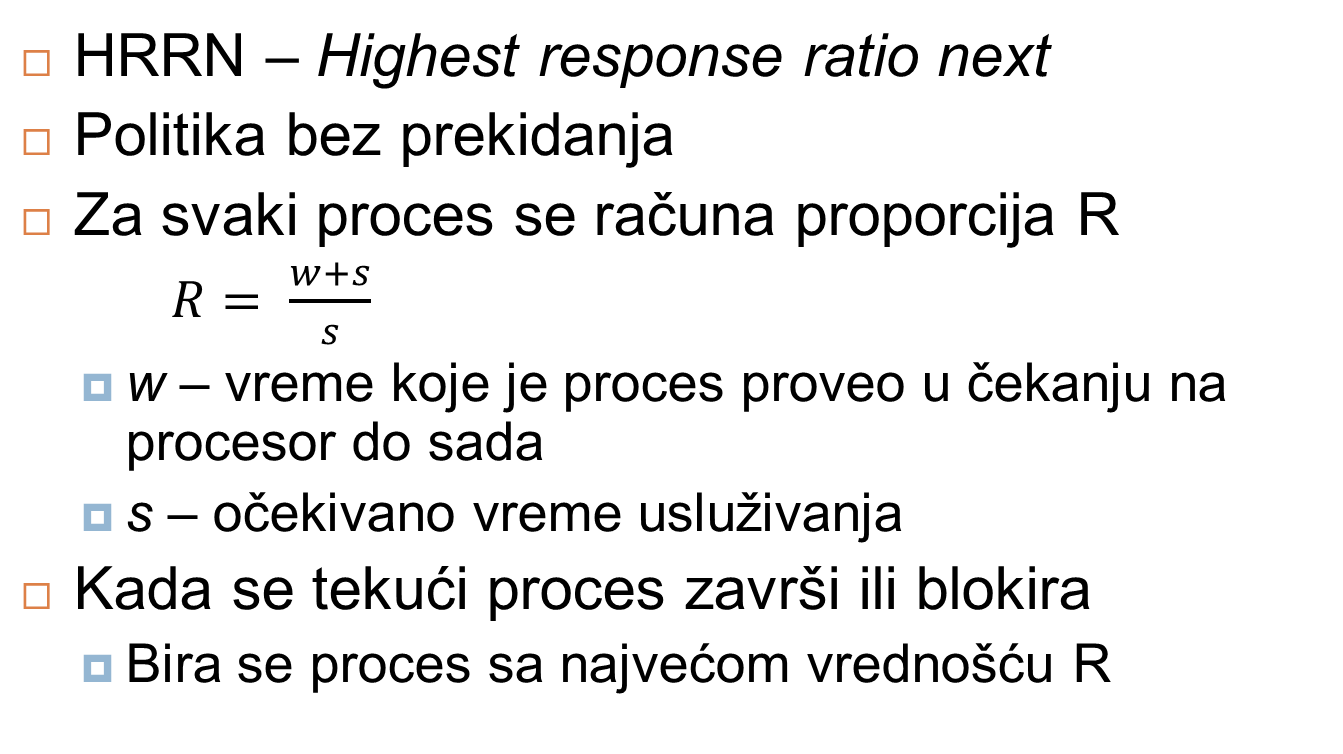 HRRN – Highest response ratio next
Politika bez prekidanja
Za svaki proces se računa proporcija R
R = w+s / s
w – vreme koje je proces proveo u čekanju na
procesor do sada
s – očekivano vreme usluživanja
Kada se tekući proces završi ili blokira
Bira se proces sa najvećom vrednošću R